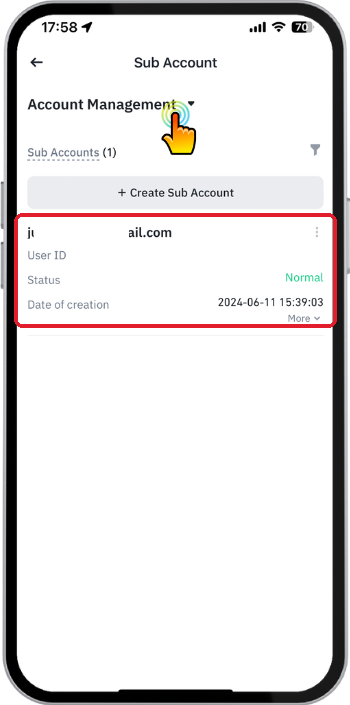 17:58 70
Sub Account
Account Management
Sub Accounts (1)
+ Create Sub Account
ail.com
User ID
Status Normal
Date of creation 2024-06-11 15:39:03
More